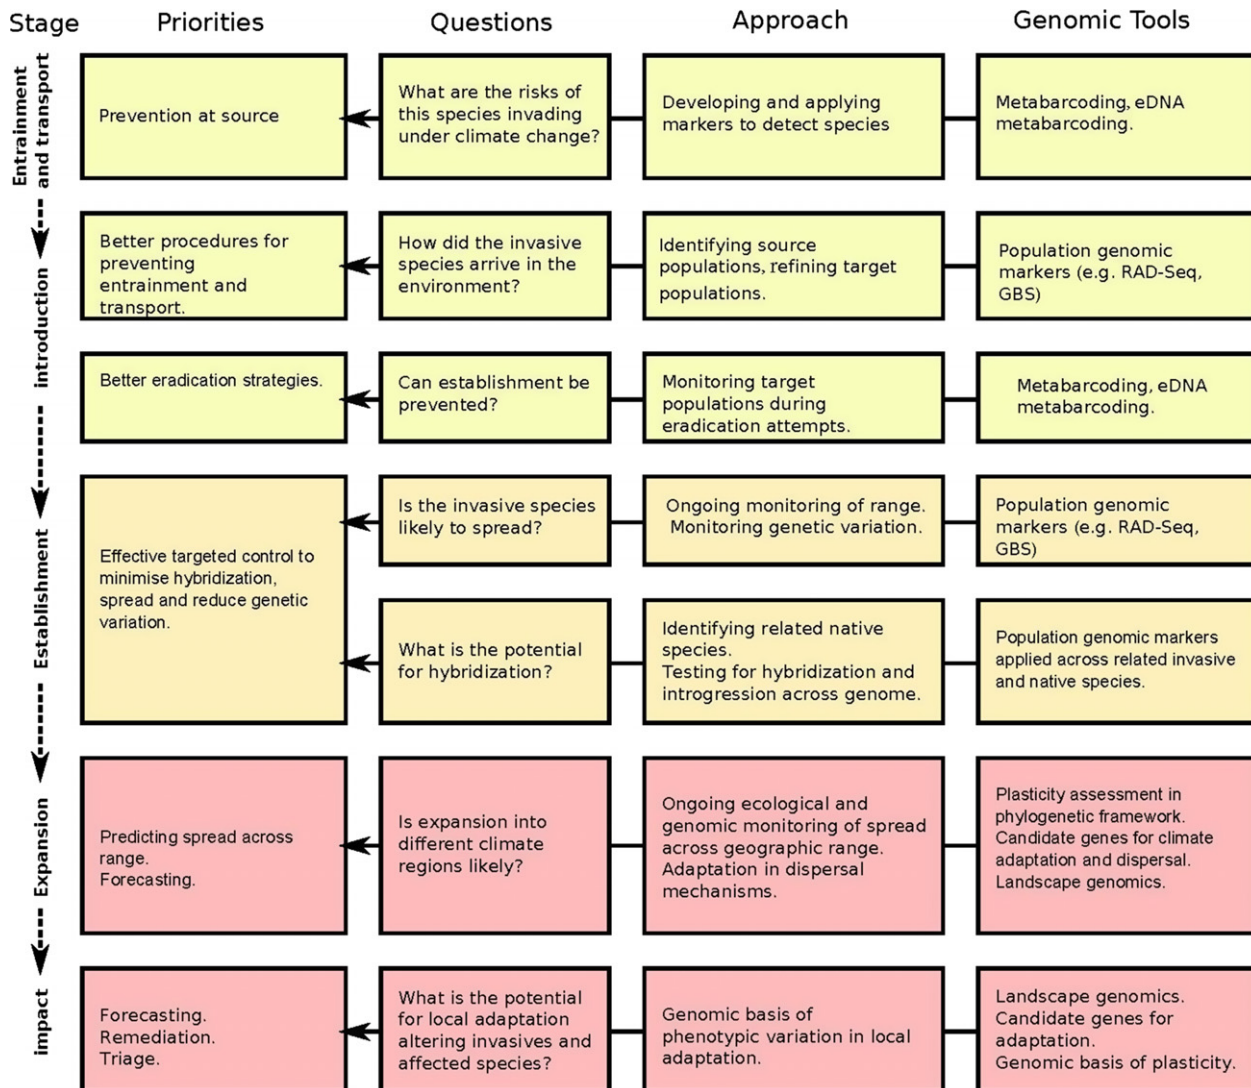 Stage
Priorities
Questions
Approach
Genomic Tools
Entrainment
and transport
Prevention at source
What are the risks of
this species invading
under climate change?
Developing and applying
markers to detect species
Metabarcoding, eDNA
metabarcoding.
introduction
Better procedures for
preventing
entrainment and
transport.
How did the invasive
species arrive in the
environment?
Identifying source
populations, refining target
populations.
Population genomic
markers (e.g. RAD-Seq,
GBS)
Better eradication strategies.
Can establishment be
prevented?
Monitoring target
populations during
eradication attempts.
Metabarcoding, eDNA
metabarcoding.
Establishment
Effective targeted control to
minimise hybridization,
spread and reduce genetic
variation.
Is the invasive species
likely to spread?
Ongoing monitoring of range.
Monitoring genetic variation.
Population genomic
markers (e.g. RAD-Seq,
GBS)
What is the potential
for hybridization?
Identifying related native
species.
Testing for hybridization and
introgression across genome.
Population genomic markers
applied across related invasive
and native species.
Expansion
Predicting spread across
range.
Forecasting.
Is expansion into
different climate
regions likely?
Ongoing ecological and
genomic monitoring of spread
across geographic range.
Adaptation in dispersal
mechanisms.
Plasticity assessment in
phylogenetic framework.
Candidate genes for climate
adaptation and dispersal.
Landscape genomics.
impact
Forecasting.
Remediation.
Triage.
What is the potential
for local adaptation
altering invasives and
affected species?
Genomic basis of
phenotypic variation in local
adaptation.
Landscape genomics.
Candidate genes for
adaptation.
Genomic basis of plasticity.